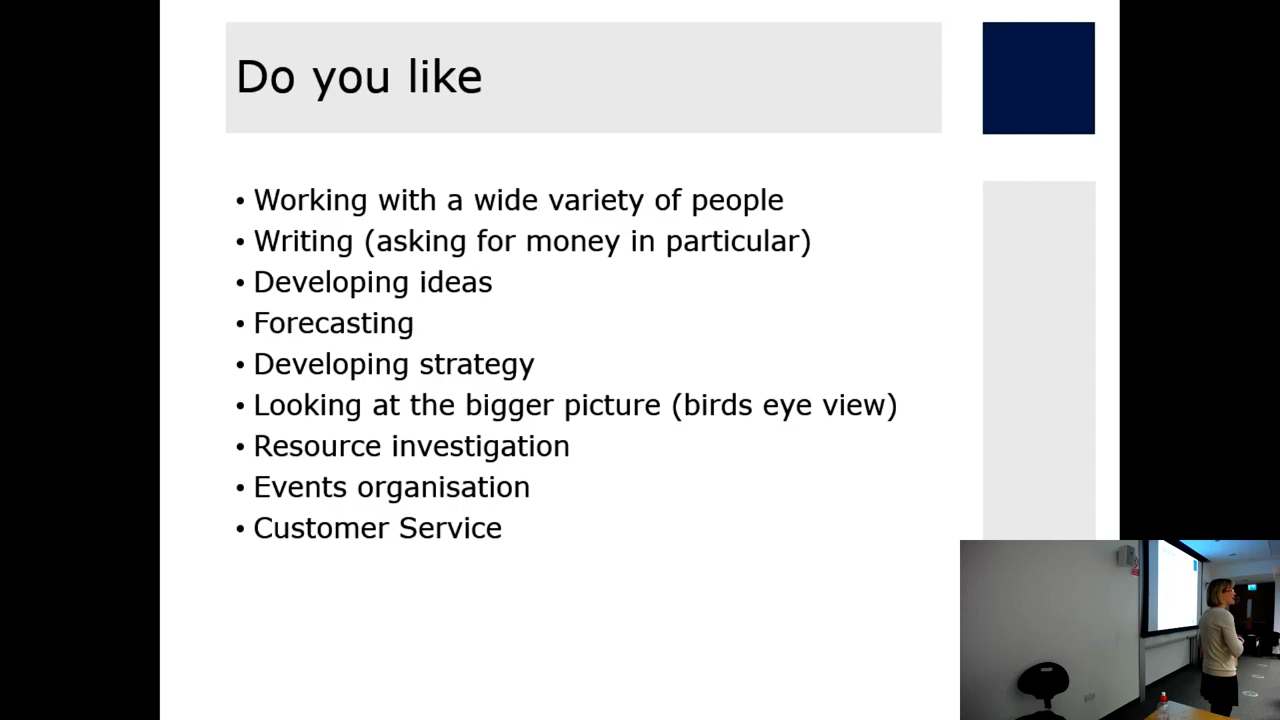 Do you like
• Working with a wide variety of people
• Writing (asking for money in particular)
• Developing ideas
• Forecasting
• Developing strategy
• Looking at the bigger picture (birds eye view)
• Resource investigation
• Events organisation
• Customer Service